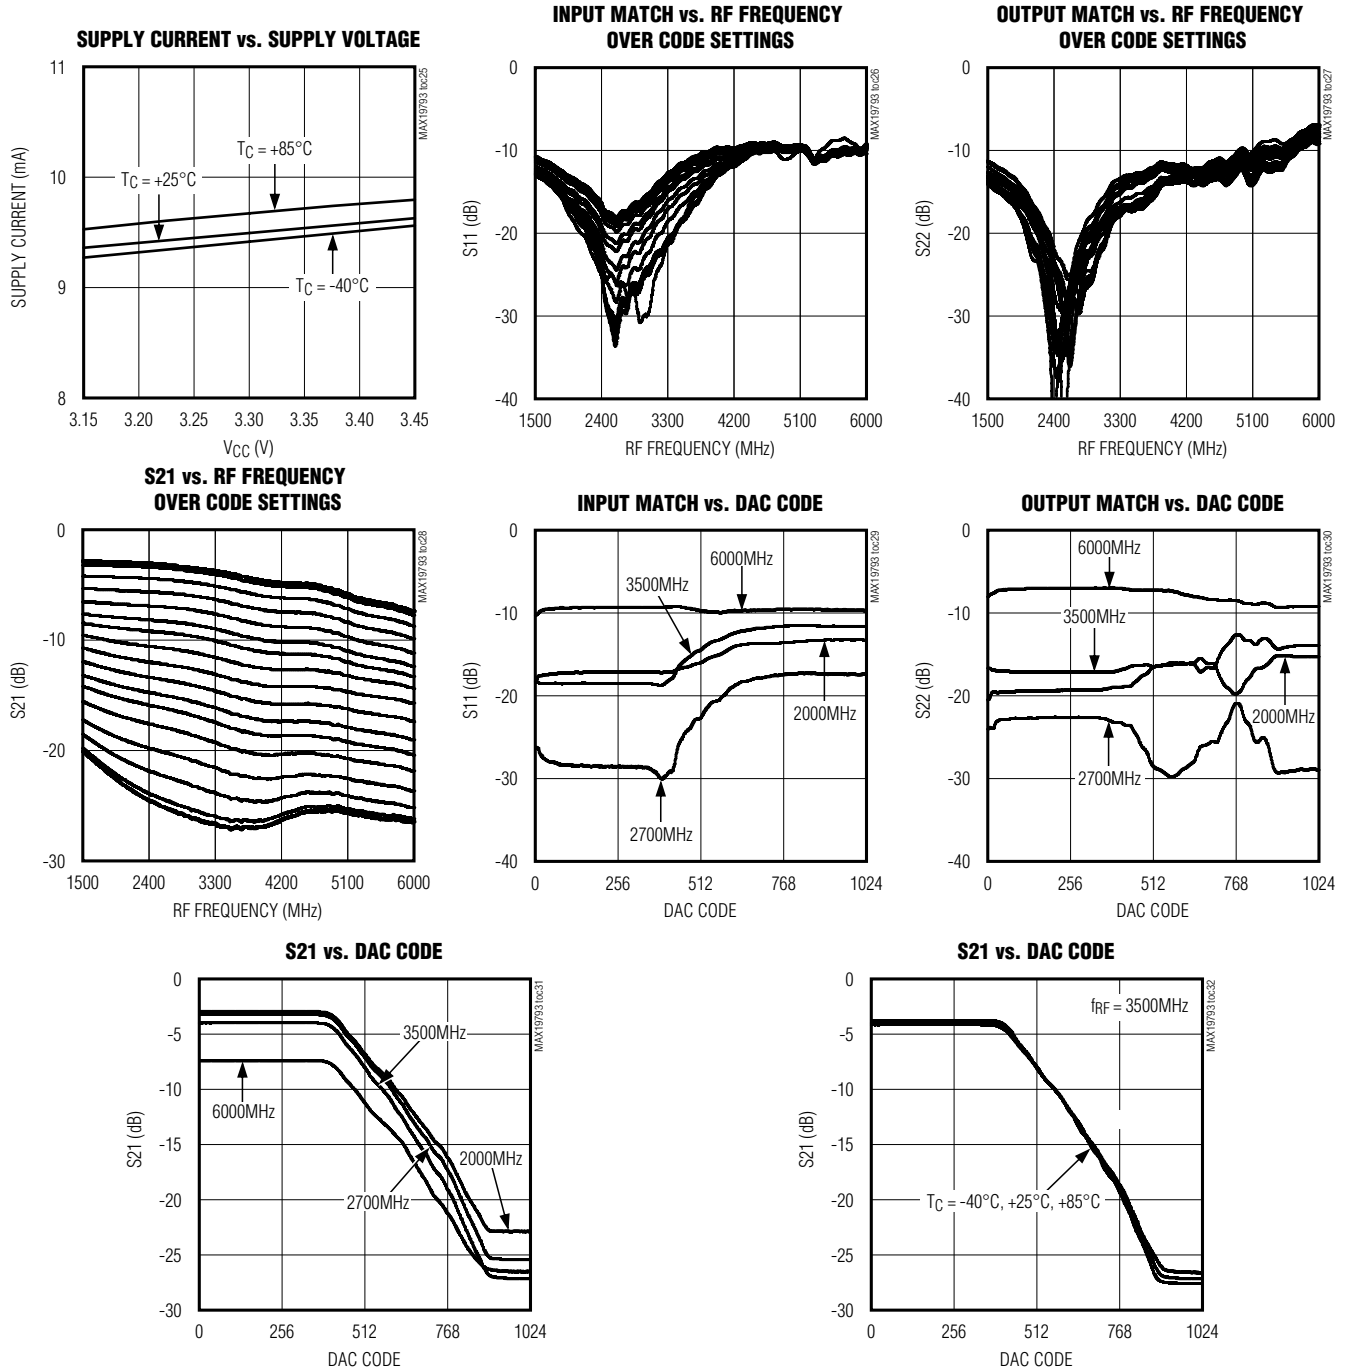 SUPPLY CURRENT vs. SUPPLY VOLTAGE
11
10
9
8
SUPPLY CURRENT (mA)
TC = +85°C
TC = +25°C
TC = -40°C
MAX19793 toc25
3.15 3.20 3.25 3.30 3.35 3.40 3.45
VCC (V)
INPUT MATCH vs. RF FREQUENCY
OVER CODE SETTINGS
0
-10
-20
-30
-40
S11 (dB)
MAX19793 toc26
1500 2400 3300 4200 5100 6000
RF FREQUENCY (MHz)
OUTPUT MATCH vs. RF FREQUENCY
OVER CODE SETTINGS
0
-10
-20
-30
-40
S22 (dB)
MAX19793 toc27
1500 2400 3300 4200 5100 6000
RF FREQUENCY (MHz)
S21 vs. RF FREQUENCY
OVER CODE SETTINGS
0
-10
-20
-30
S21 (dB)
MAX19793 toc28
1500 2400 3300 4200 5100 6000
RF FREQUENCY (MHz)
INPUT MATCH vs. DAC CODE
0
-10
-20
-30
-40
S11 (dB)
6000MHz
3500MHz
2000MHz
2700MHz
MAX19793 toc29
0 256 512 768 1024
DAC CODE
OUTPUT MATCH vs. DAC CODE
0
-10
-20
-30
-40
S22 (dB)
6000MHz
3500MHz
2000MHz
2700MHz
MAX19793 toc30
0 256 512 768 1024
DAC CODE
S21 vs. DAC CODE
0
-5
-10
-15
-20
-25
-30
S21 (dB)
3500MHz
6000MHz
2000MHz
2700MHz
MAX19793 toc31
0 256 512 768 1024
DAC CODE
S21 vs. DAC CODE
0
-5
-10
-15
-20
-25
-30
S21 (dB)
fRF = 3500MHz
TC = -40°C, +25°C, +85°C
MAX19793 toc32
0 256 512 768 1024
DAC CODE